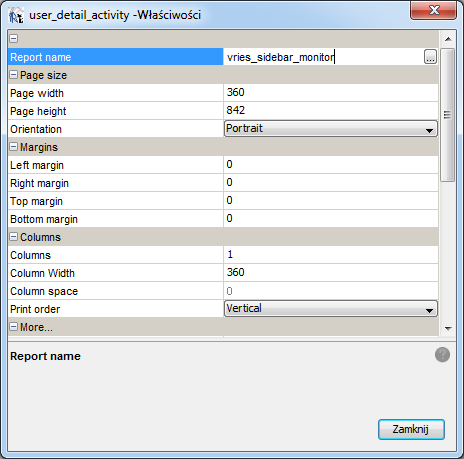 user_detail_activity -Właściwości
Report name vries_sidebar_monitor ...
Page size
Page width 360
Page height 842
Orientation Portrait
Margins
Left margin 0
Right margin 0
Top margin 0
Bottom margin 0
Columns
Columns 1
Column Width 360
Column space 0
Print order Vertical
More...
Report name ?
Zamknij